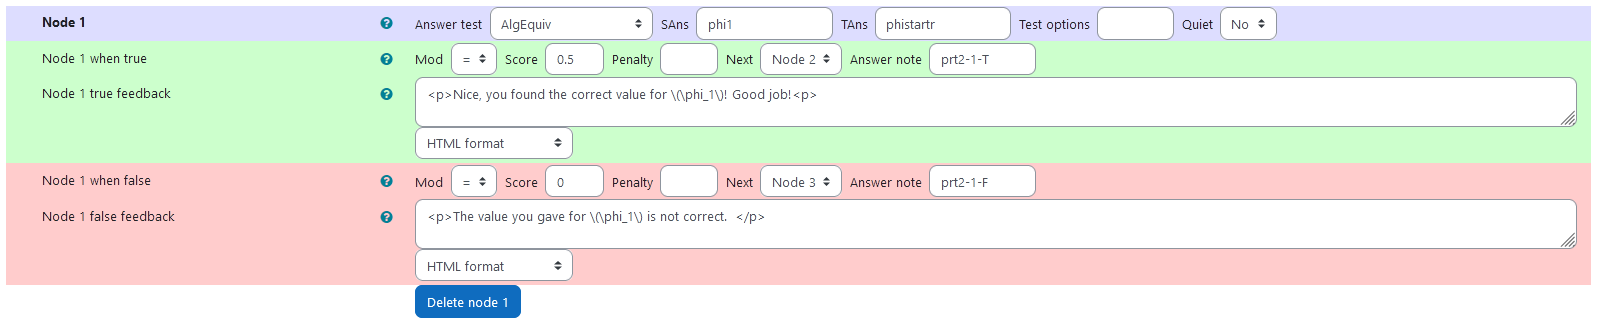 Node 1 Answer test AlgEquiv SAns phi1 TAns phistartr Test options Quiet No
Node 1 when true Mod = Score 0.5 Penalty Next Node 2 Answer note prt2-1-T
Node 1 true feedback <p>Nice, you found the correct value for \(\phi_1\)! Good job!<p>
HTML format
Node 1 when false Mod = Score 0 Penalty Next Node 3 Answer note prt2-1-F
Node 1 false feedback <p>The value you gave for \(\phi_1\) is not correct.  </p>
HTML format
Delete node 1